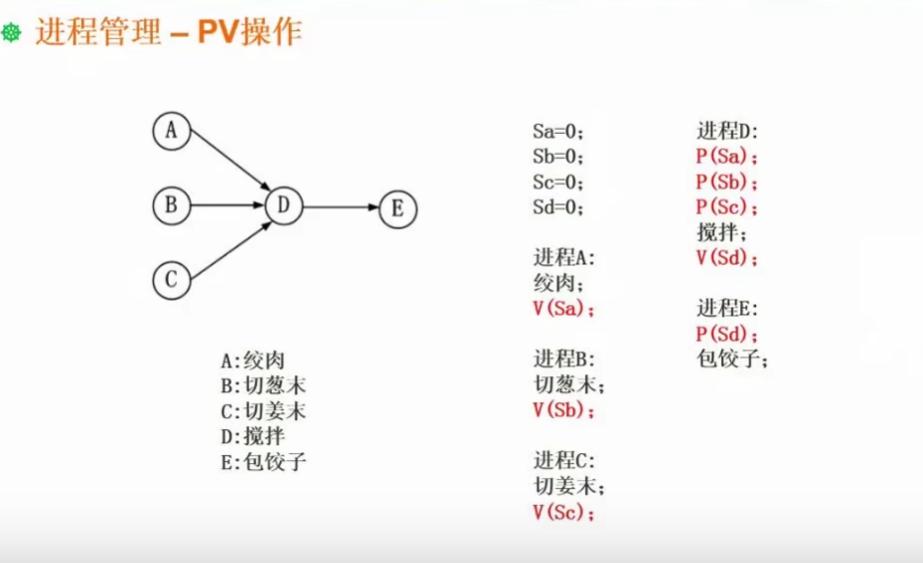 进程管理 – PV操作
A
B
C
D
E
A:绞肉
B:切葱末
C:切姜末
D:搅拌
E:包饺子
Sa=0;
Sb=0;
Sc=0;
Sd=0;
进程A:
绞肉;
V(Sa);
进程B:
切葱末;
V(Sb);
进程C:
切姜末;
V(Sc);
进程D:
P(Sa);
P(Sb);
P(Sc);
搅拌;
V(Sd);
进程E:
P(Sd);
包饺子;